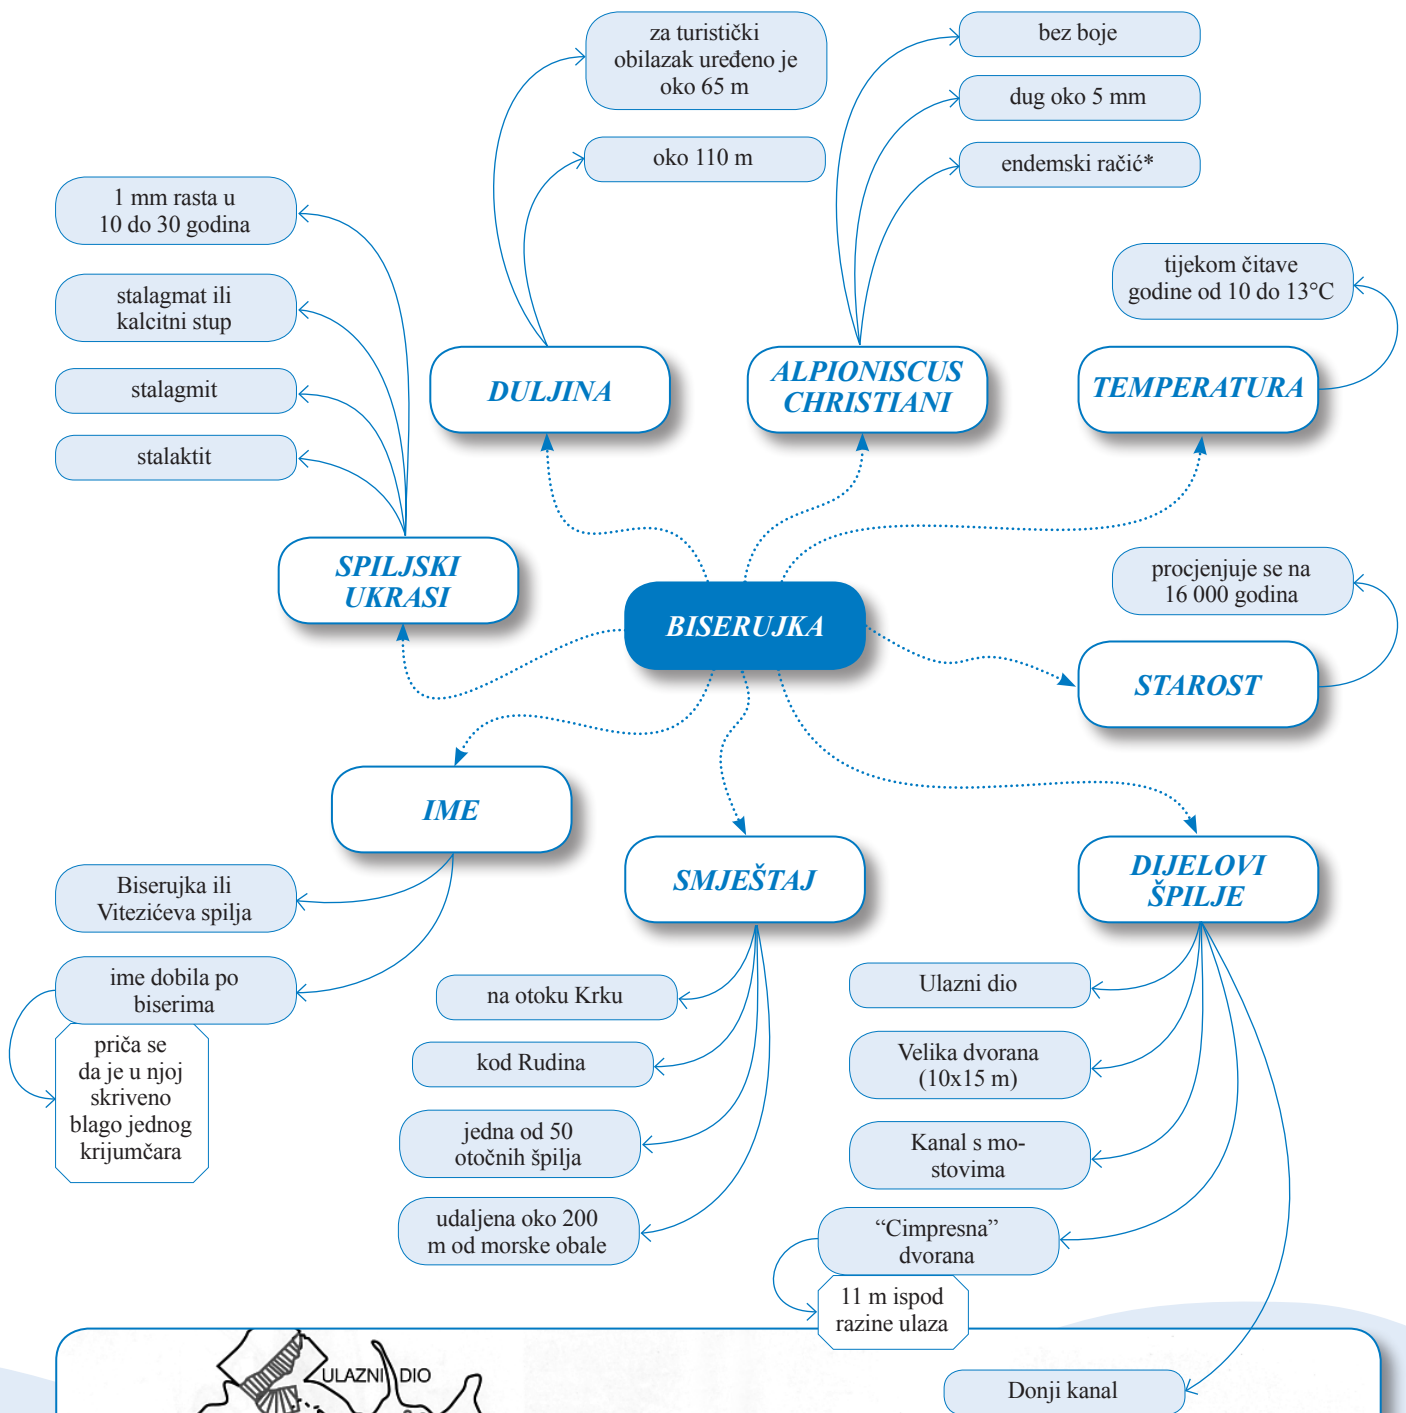 za turistički
obilazak uređeno je
oko 65 m
oko 110 m
DULJINA
bez boje
dug oko 5 mm
endemski račić*
ALPIONISCUS
CHRISTIANI
tijekom čitave
godine od 10 do 13°C
TEMPERATURA
1 mm rasta u
10 do 30 godina
stalagmat ili
kalcitni stup
stalagmit
stalaktit
SPILJSKI
UKRASI
BISERUJKA
procjenjuje se na
16 000 godina
STAROST
IME
Biserujka ili
Vitezićeva spilja
ime dobila po
biserima
priča se
da je u njoj
skriveno
blago jednog
krijumčara
SMJEŠTAJ
na otoku Krku
kod Rudina
jedna od 50
otočnih špilja
udaljena oko 200
m od morske obale
DIJELOVI
ŠPILJE
Ulazni dio
Velika dvorana
(10x15 m)
Kanal s mo-
stovima
“Cimpresna”
dvorana
11 m ispod
razine ulaza
Donji kanal
ULAZNI DIO